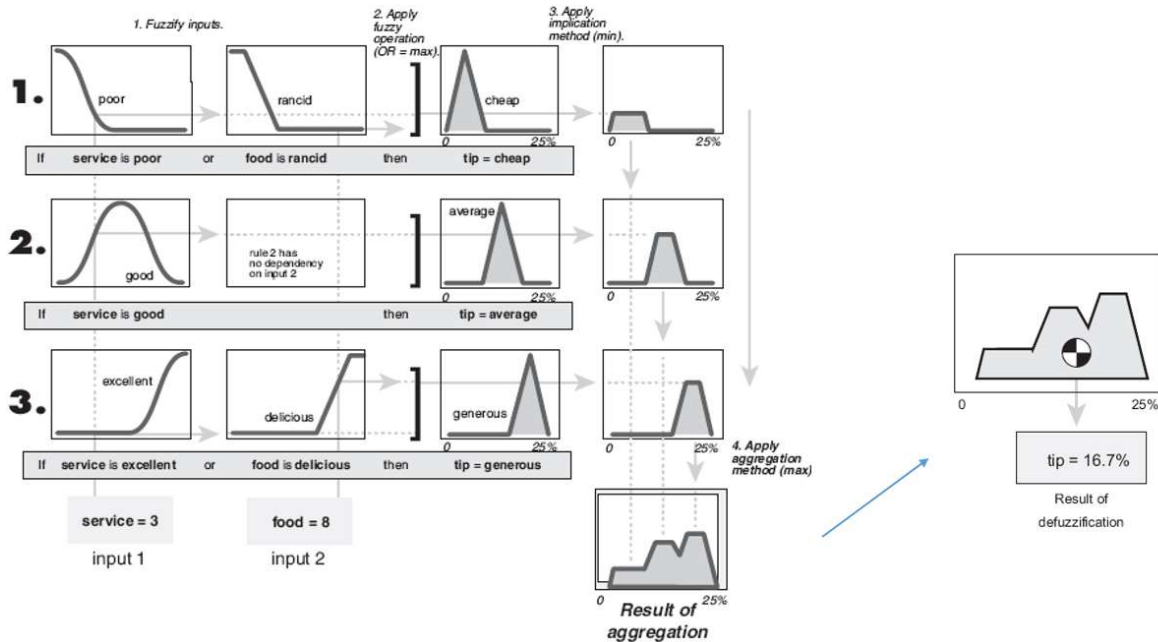 1. Fuzzify inputs.
2. Apply
fuzzy
operation
(OR = max).
3. Apply
implication
method (min).
1.
poor
rancid
cheap
0
25%
0
25%
If service is poor or food is rancid then tip = cheap
2.
good
rule 2 has
no dependency
on input 2
average
0
25%
0
25%
If service is good then tip = average
3.
excellent
delicious
generous
0
25%
0
25%
4. Apply
aggregation
method (max)
If service is excellent or food is delicious then tip = generous
service = 3
food = 8
input 1
input 2
0
25%
Result of
aggregation
0
25%
tip = 16.7%
Result of
defuzzification